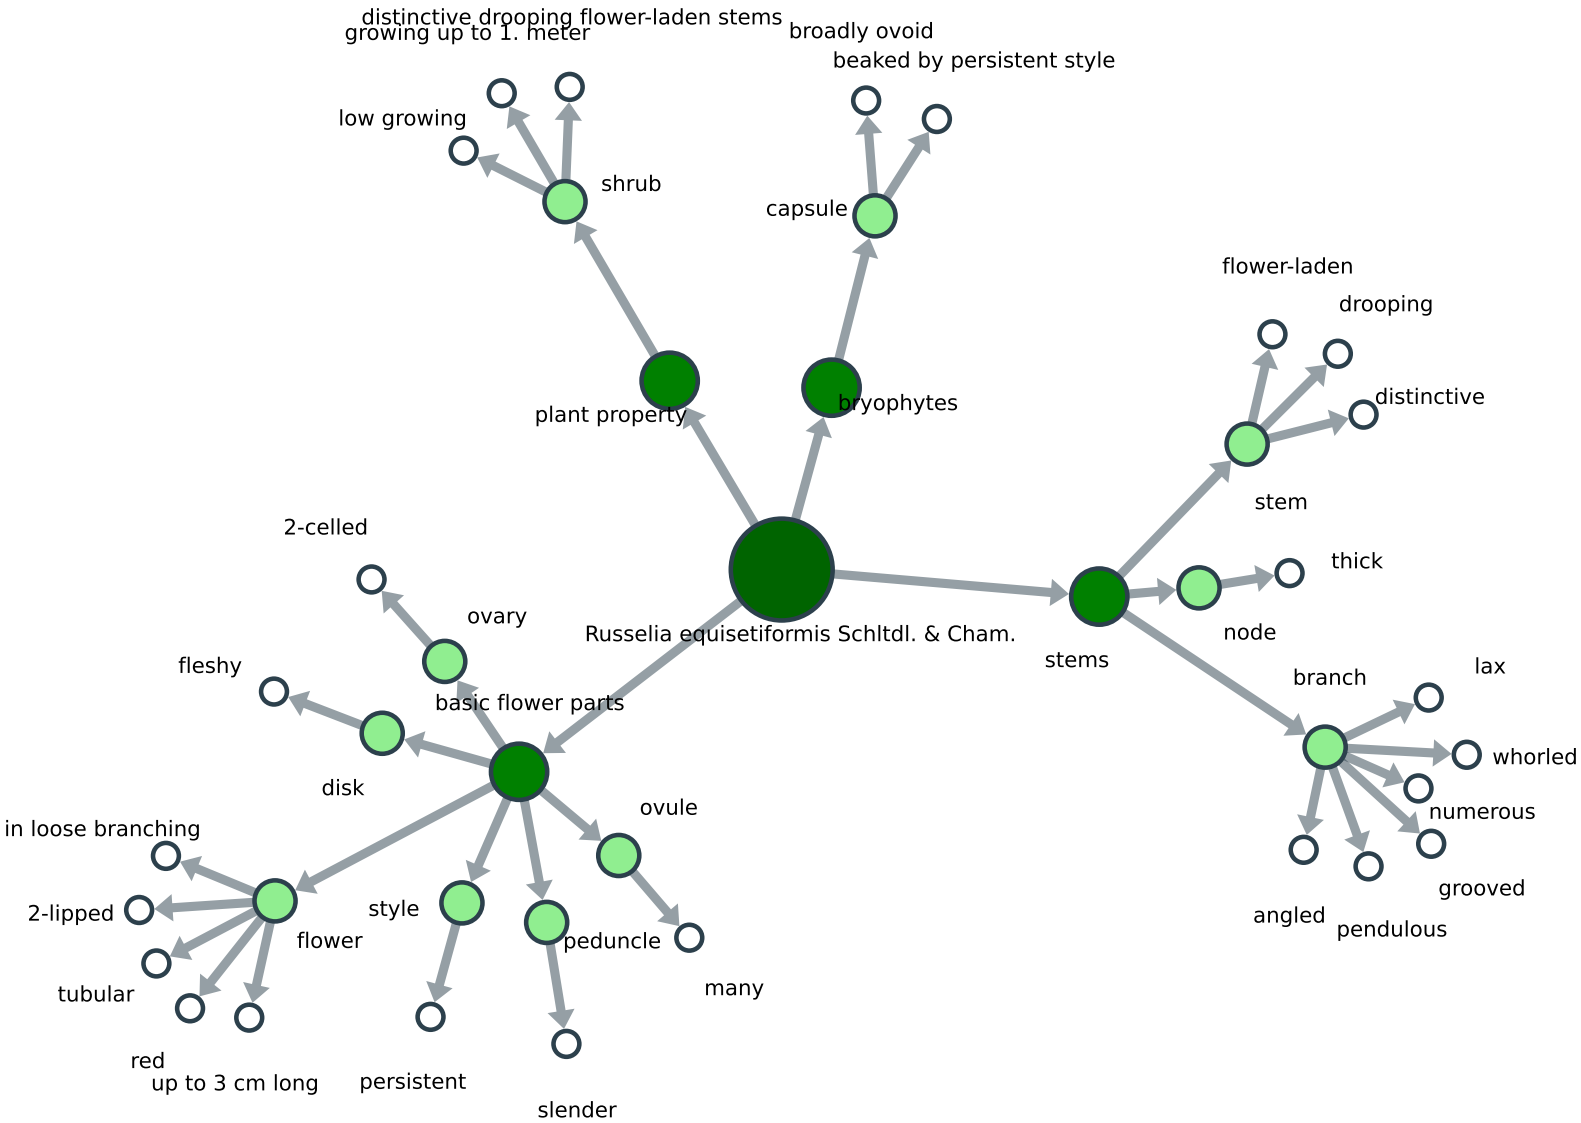 distinctive drooping flower-laden stems
growing up to 1. meter
broadly ovoid
beaked by persistent style
low growing
shrub
capsule
flower-laden
drooping
distinctive
plant property
bryophytes
stem
2-celled
thick
ovary
Russelia equisetiformis Schltdl. & Cham.
node
stems
fleshy
lax
branch
basic flower parts
whorled
disk
ovule
numerous
in loose branching
grooved
style
2-lipped
angled
pendulous
flower
peduncle
tubular
many
red
up to 3 cm long
persistent
slender